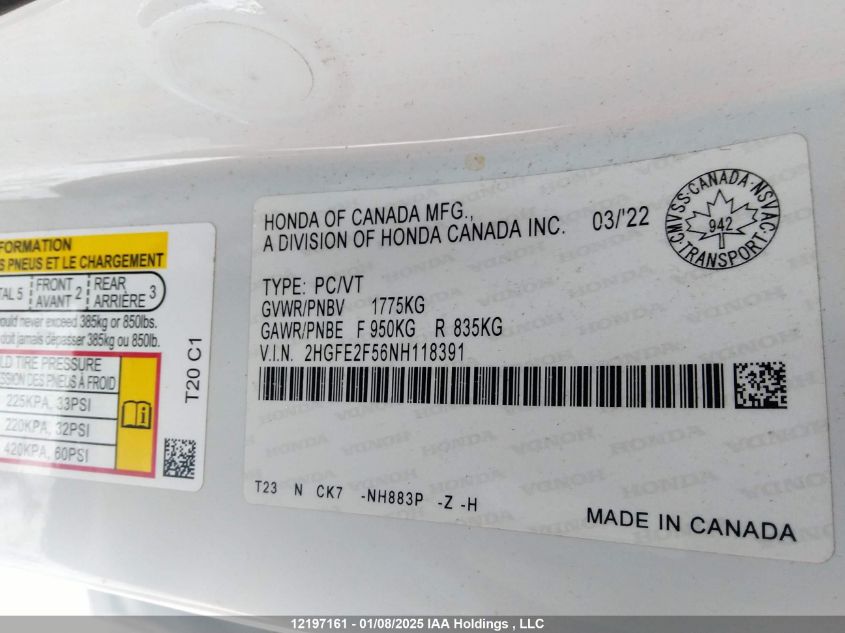 FORMATION
S PNEUS ET LE CHARGEMENT
TAL 5 FRONT AVANT 2 REAR ARRIÈRE 3
ould never exceed 385kg or 850lbs.
doit jamais dépasser 385kg ou 850lb.
LD TIRE PRESSURE
SSION DES PNEUS À FROID
225KPA, 33PSI
220KPA, 32PSI
420KPA, 60PSI
T20 C1
HONDA OF CANADA MFG.,
A DIVISION OF HONDA CANADA INC. 03/'22
CMVSS·CANADA·NSVAC·TRANSPORT
942
TYPE: PC/VT
GVWR/PNBV 1775KG
GAWR/PNBE F 950KG R 835KG
V.I.N. 2HGFE2F56NH118391
T23 N CK7 -NH883P -Z -H
MADE IN CANADA
12197161 - 01/08/2025 IAA Holdings , LLC